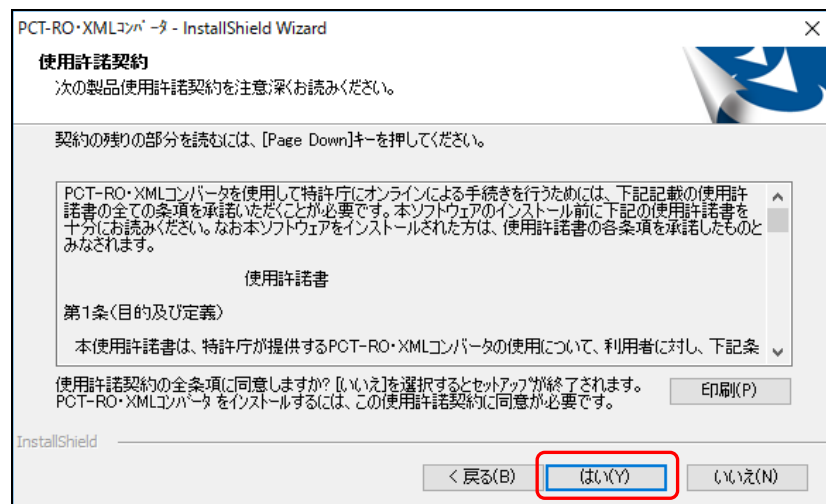 PCT-RO・XMLｺﾝﾊﾞｰﾀ - InstallShield Wizard
使用許諾契約
次の製品使用許諾契約を注意深くお読みください。
契約の残りの部分を読むには、[Page Down]キーを押してください。
PCT-RO・XMLコンバータを使用して特許庁にオンラインによる手続きを行うためには、下記記載の使用許
諾書の全ての条項を承諾いただくことが必要です。本ソフトウェアのインストール前に下記の使用許諾書を
十分にお読みください。なお本ソフトウェアをインストールされた方は、使用許諾書の各条項を承諾したものと
みなされます。
使用許諾書
第1条(目的及び定義)
本使用許諾書は、特許庁が提供するPCT-RO・XMLコンバータの使用について、利用者に対し、下記条
使用許諾契約の全条項に同意しますか? [いいえ]を選択するとセットアップが終了されます。
PCT-RO・XMLｺﾝﾊﾞｰﾀ をインストールするには、この使用許諾契約に同意が必要です。
印刷(P)
InstallShield
< 戻る(B)
はい(Y)
いいえ(N)